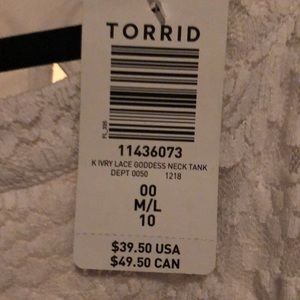 TORRID
11436073
K IVRY LACE GODDESS NECK TANK
DEPT 0050 1218
00
M/L
10
$39.50 USA
$49.50 CAN